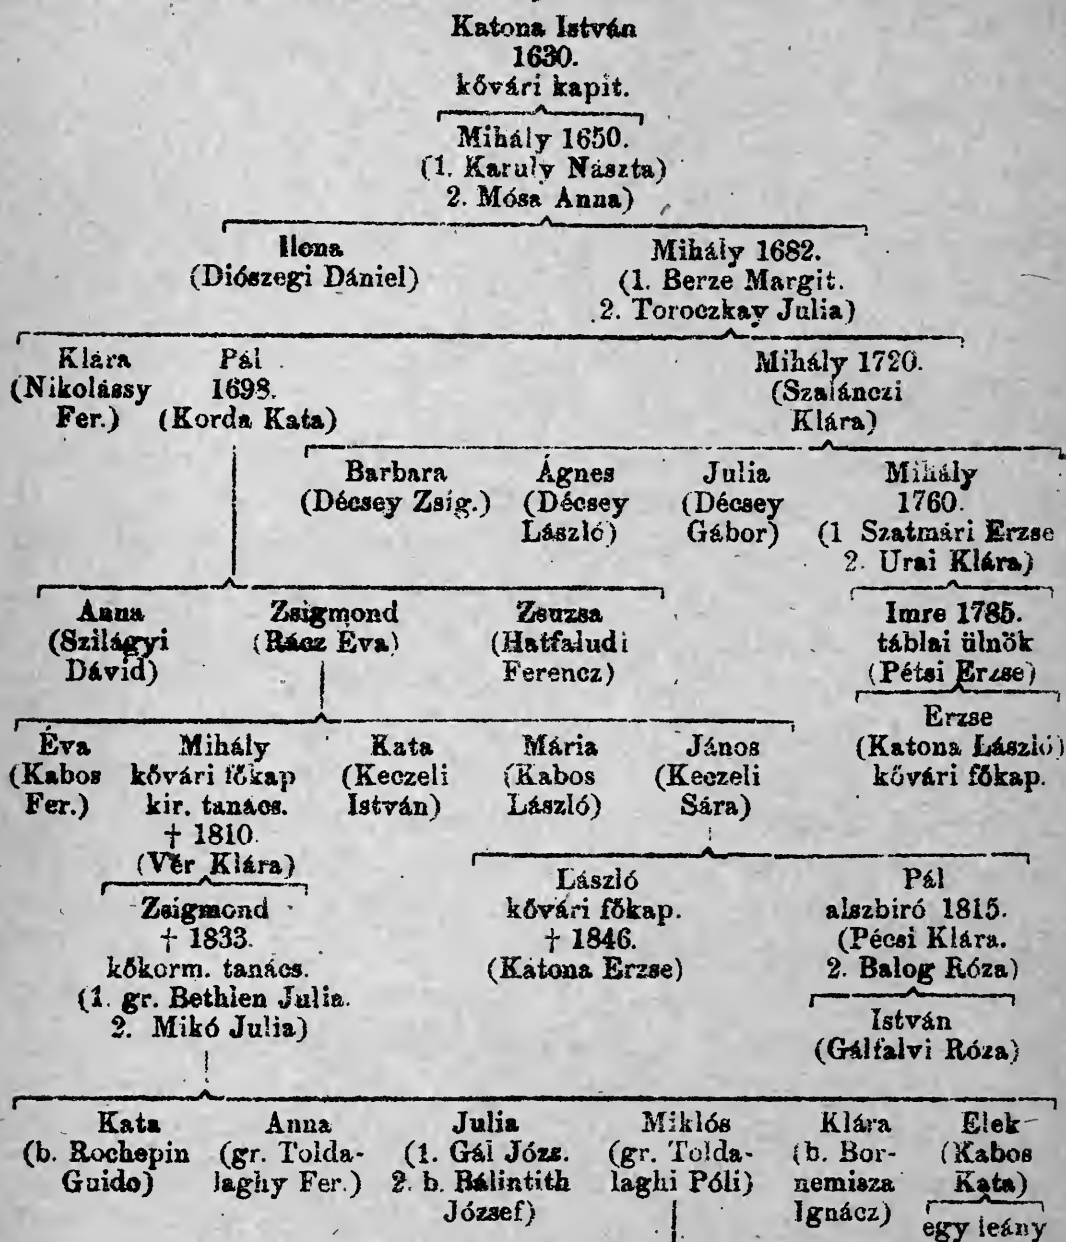 Katona István
1630.
kővári kapit.
Mihály 1650.
(1. Karuly Naszta)
2. Mósa Anna)
Ilona
(Diószegi Dániel)
Mihály 1682.
(1. Berze Margit.
2. Toroczkay Julia)
Klára
(Nikolássy
Fer.)
Pál
1698.
(Korda Kata)
Mihály 1720.
(Szalánczi
Klára)
Barbara
(Décsey Zsig.)
Ágnes
(Décsey
László)
Julia
(Décsey
Gábor)
Mihály
1760.
(1 Szatmári Erzse
2. Urai Klára)
Anna
(Szilágyi
Dávid)
Zsigmond
(Rácz Éva)
Zsuzsa
(Hatfaludi
Ferencz)
Imre 1785.
táblai ülnök
(Pétsi Erzse)
Erzse
(Katona László)
kővári főkap.
Éva
(Kabos
Fer.)
Mihály
kővári főkap
kir. tanács.
† 1810.
(Vér Klára)
Kata
(Keczeli
István)
Mária
(Kabos
László)
János
(Keczeli
Sára)
Zsigmond
† 1833.
kőkorm. tanács.
(1. gr. Bethlen Julia.
2. Mikó Julia)
László
kővári főkap.
† 1846.
(Katona Erzse)
Pál
alszbiró 1815.
(Pécsi Klára.
2. Balog Róza)
István
(Gálfalvi Róza)
Kata
(b. Rochepin
Guido)
Anna
(gr. Tolda-
laghy Fer.)
Julia
(1. Gál Józs.
2. b. Bálintith
József)
Miklós
(gr. Tolda-
laghi Póli)
Klára
(b. Bor-
nemisza
Ignácz)
Elek
(Kabos
Kata)
egy leány